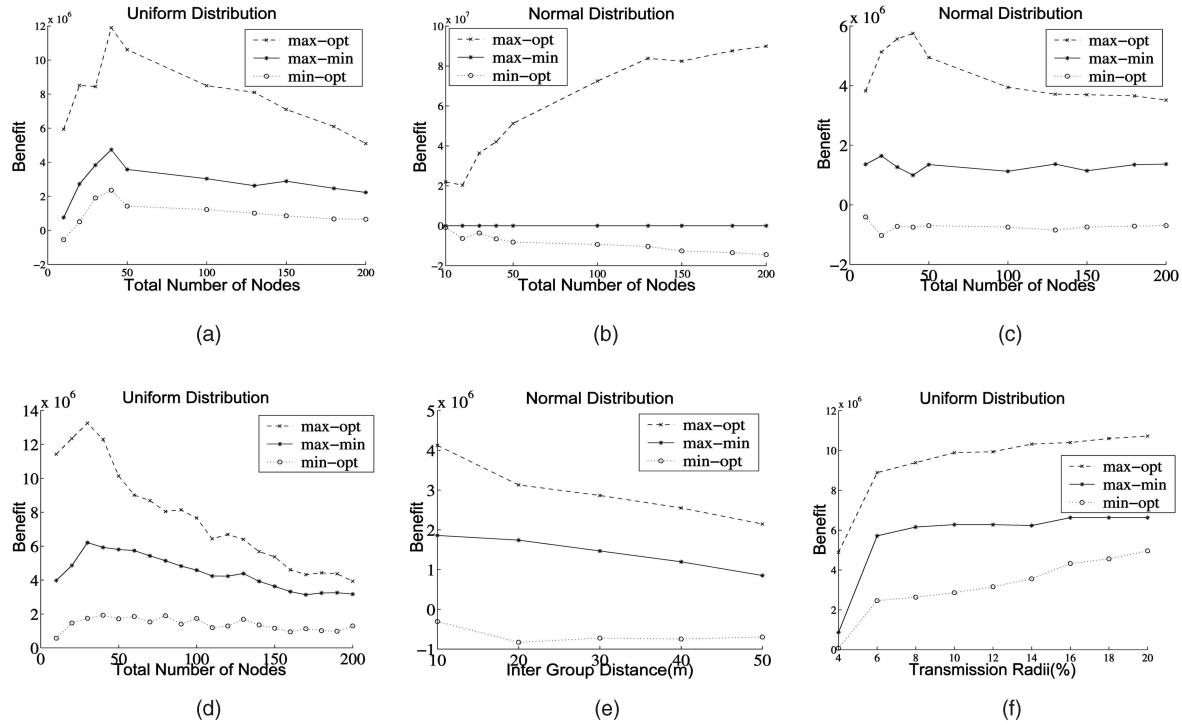 Uniform Distribution
x 10^6
12
10
8
6
4
2
0
−2
Benefit
max−opt
max−min
min−opt
0
50
100
150
200
Total Number of Nodes
(a)
Normal Distribution
x 10^7
10
8
6
4
2
0
−2
Benefit
max−opt
max−min
min−opt
10
50
100
150
200
Total Number of Nodes
(b)
Normal Distribution
x 10^6
6
4
2
0
−2
Benefit
max−opt
max−min
min−opt
0
50
100
150
200
Total Number of Nodes
(c)
Uniform Distribution
x 10^6
14
12
10
8
6
4
2
0
Benefit
max−opt
max−min
min−opt
0
50
100
150
200
Total Number of Nodes
(d)
Normal Distribution
x 10^6
5
4
3
2
1
0
−1
Benefit
max−opt
max−min
min−opt
10
20
30
40
50
Inter Group Distance(m)
(e)
Uniform Distribution
x 10^6
12
10
8
6
4
2
0
Benefit
max−opt
max−min
min−opt
4
6
8
10
12
14
16
18
20
Transmission Radii(%)
(f)